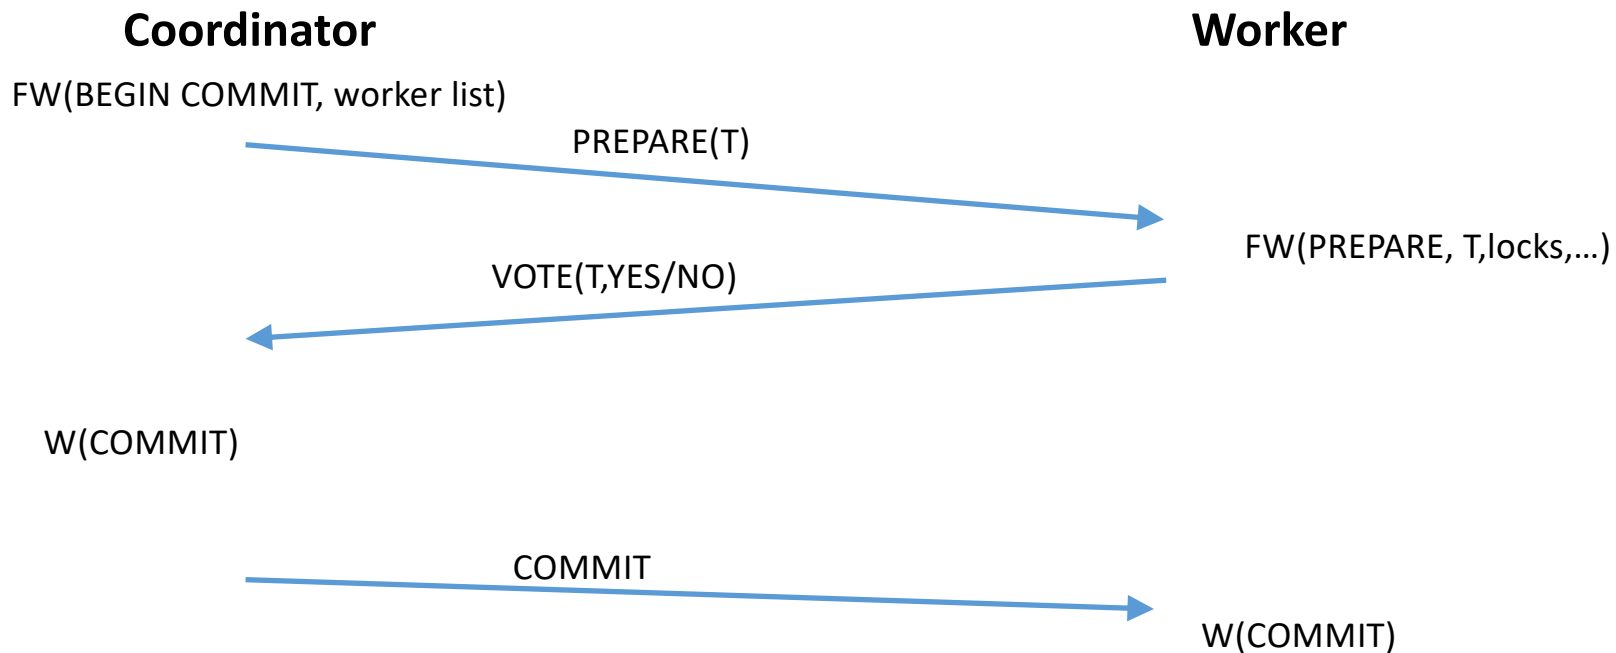 Coordinator
Worker
FW(BEGIN COMMIT, worker list)
PREPARE(T)
FW(PREPARE, T,locks,…)
VOTE(T,YES/NO)
W(COMMIT)
COMMIT
W(COMMIT)